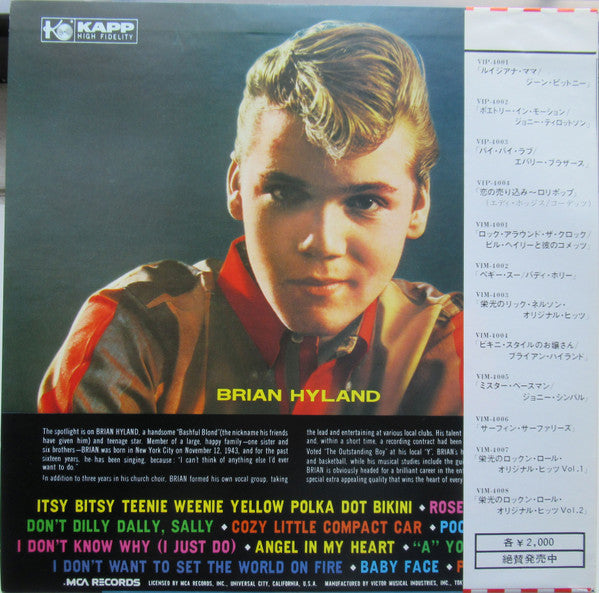 KAPP
HIGH FIDELITY
BRIAN HYLAND
The spotlight is on BRIAN HYLAND, a handsome "Bashful Blond" (the nickname his friends
have given him) and teenage star. Member of a large, happy family—one sister and
six brothers—BRIAN was born in New York City on November 12, 1943, and for the past
sixteen years, he has been singing, because: "I can't think of anything else I'd ever
want to do."
In addition to three years in his church choir, BRIAN formed his own vocal group, taking
the lead and entertaining at various local clubs. His talent
and, within a short time, a recording contract had been
Voted "The Outstanding Boy" at his local 'Y', BRIAN's h
and basketball, while his musical studies include the gu
BRIAN is obviously headed for a brilliant career in the en
special extra appealing quality that wins the heart of every
ITSY BITSY TEENIE WEENIE YELLOW POLKA DOT BIKINI ◆ ROSE
DON'T DILLY DALLY, SALLY ◆ COZY LITTLE COMPACT CAR ◆ POC
I DON'T KNOW WHY (I JUST DO) ◆ ANGEL IN MY HEART ◆ "A" YO
I DON'T WANT TO SET THE WORLD ON FIRE ◆ BABY FACE ◆
MCA RECORDS LICENSED BY MCA RECORDS, INC., UNIVERSAL CITY, CALIFORNIA, U.S.A. MANUFACTURED BY VICTOR MUSICAL INDUSTRIES, INC., TOK
VIP-4001
「ルイジアナ・ママ/
ジーン・ピットニー」
VIP-4002
「ポエトリー・イン・モーション/
ジョニー・ティロットソン」
VIP-4003
「バイ・バイ・ラブ/
エバリー・ブラザース」
VIP-4004
「恋の売り込み〜ロリポップ」
(エディ・ホッジス/コーデッツ)
VIM-4001
「ロック・アラウンド・ザ・クロック/
ビル・ヘイリーと彼のコメッツ」
VIM-4002
「ペギー・スー/バディ・ホリー」
VIM-4003
「栄光のリック・ネルソン・
オリジナル・ヒッツ」
VIM-4004
「ビキニ・スタイルのお嬢さん/
ブライアン・ハイランド」
VIM-4005
「ミスター・ベースマン/
ジョニー・シンバル」
VIM-4006
「サーフィン・サファリーズ」
VIM-4007
「栄光のロックン・ロール・
オリジナル・ヒッツ Vol.1」
VIM-4008
「栄光のロックン・ロール・
オリジナル・ヒッツ Vol.2」
各¥2,000
絶賛発売中